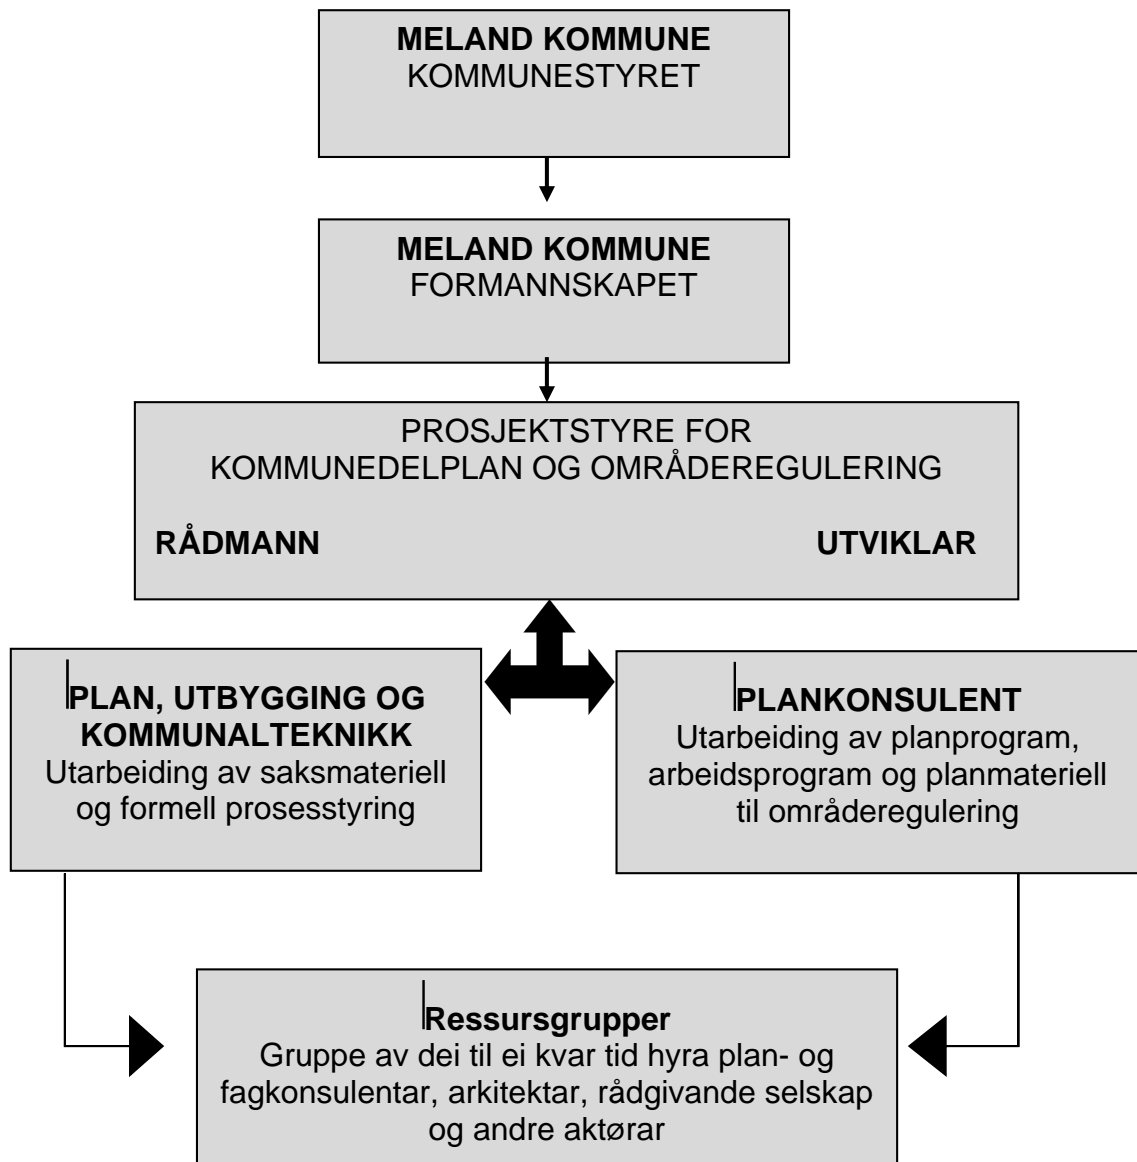 MELAND KOMMUNE
KOMMUNESTYRET
MELAND KOMMUNE
FORMANNSKAPET
PROSJEKTSTYRE FOR
KOMMUNEDELPLAN OG OMRÅDEREGULERING
RÅDMANN UTVIKLAR
PLAN, UTBYGGING OG
KOMMUNALTEKNIKK
Utarbeiding av saksmateriell
og formell prosesstyring
PLANKONSULENT
Utarbeiding av planprogram,
arbeidsprogram og planmateriell
til områderegulering
Ressursgrupper
Gruppe av dei til ei kvar tid hyra plan- og
fagkonsulentar, arkitektar, rådgivande selskap
og andre aktørar